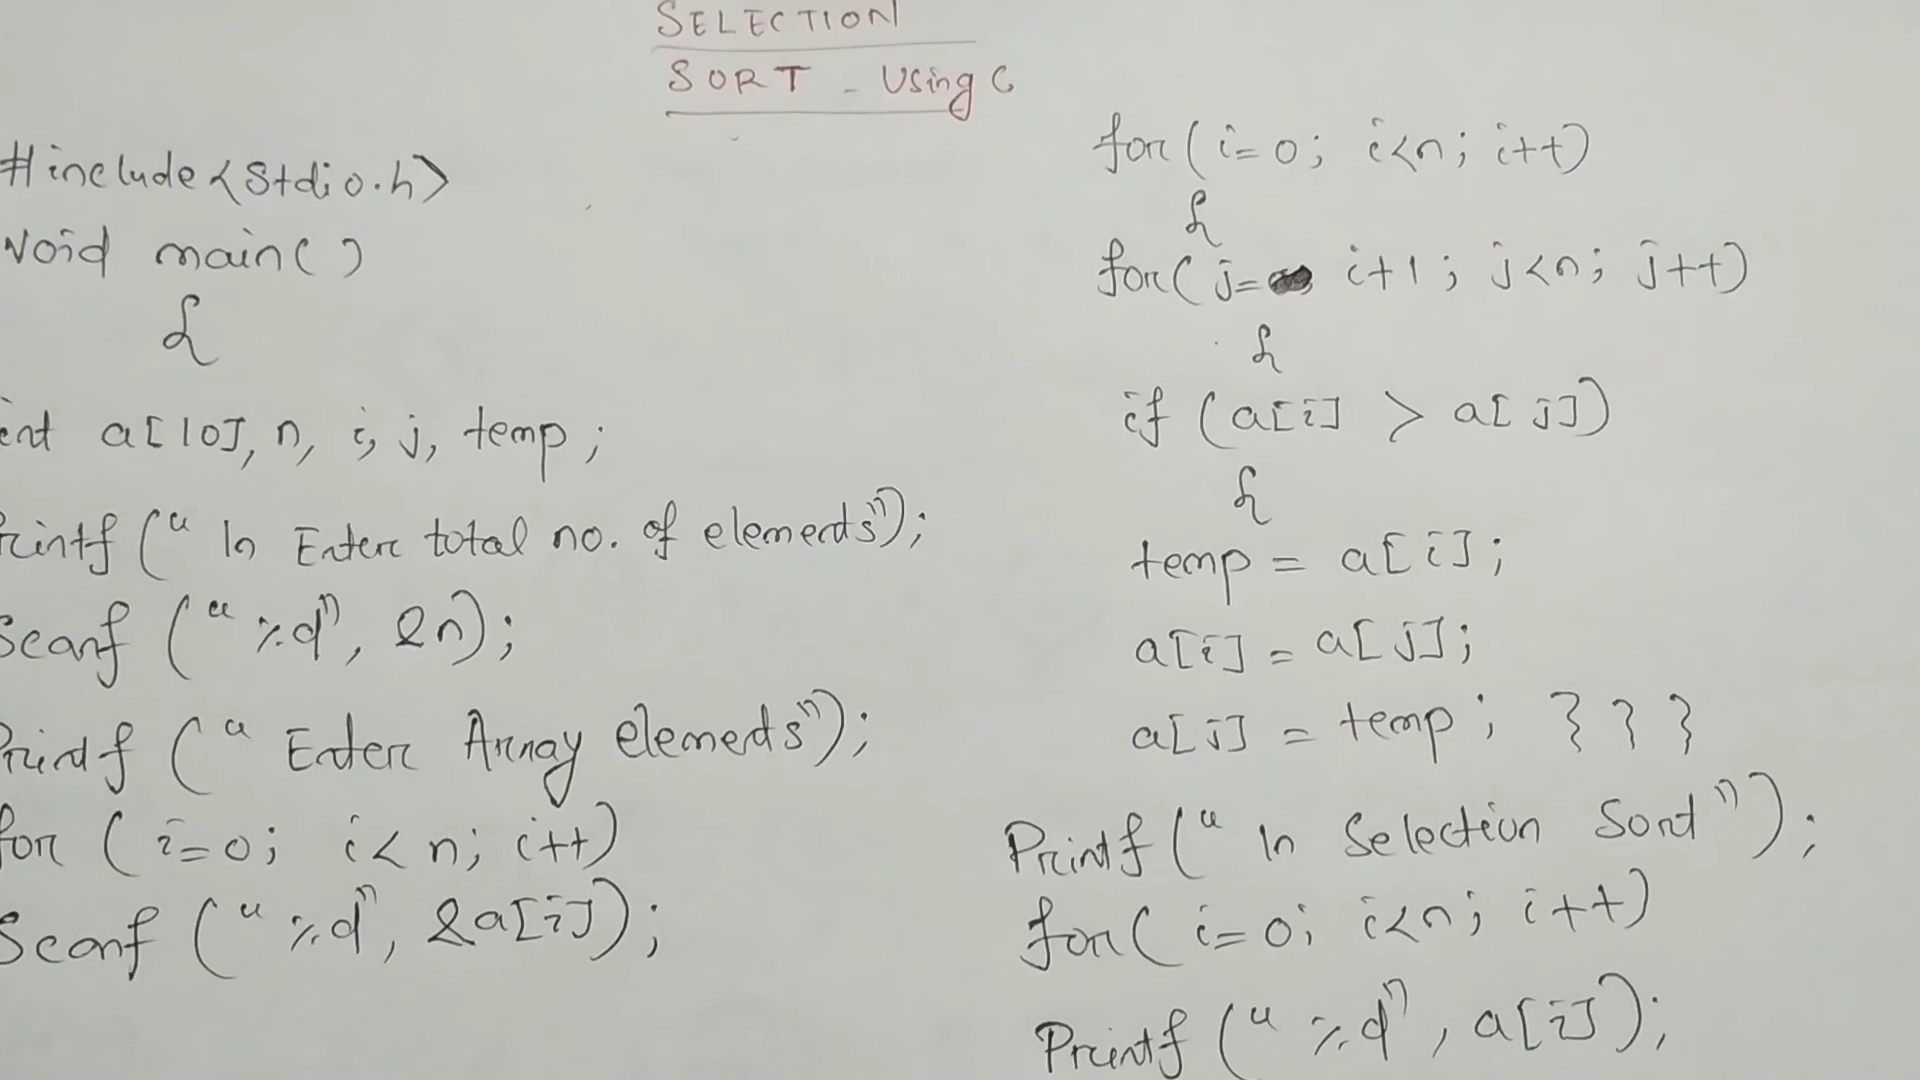 SELECTION
SORT - Using C
#include<stdio.h>
void main()
{
int a[10], n, i, j, temp;
Printf ("\n Enter total no. of elements");
Scanf ("%d", &n);
Printf (" Enter Array elements");
for (i=0; i<n; i++)
Scanf ("%d", &a[i]);
for (i=0; i<n; i++)
{
for (j= i+1; j<n; j++)
{
if (a[i] > a[j])
{
temp = a[i];
a[i] = a[j];
a[j] = temp; } } }
Printf ("\n Selection Sort");
for (i=0; i<n; i++)
Printf ("%d", a[i]);